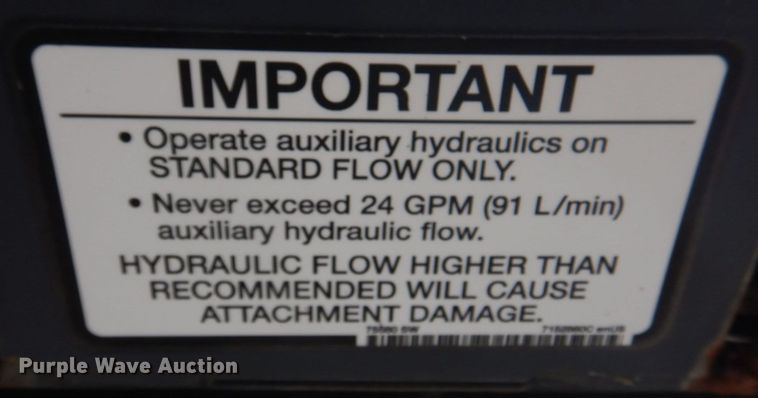 IMPORTANT
• Operate auxiliary hydraulics on
STANDARD FLOW ONLY.
• Never exceed 24 GPM (91 L/min)
auxiliary hydraulic flow.
HYDRAULIC FLOW HIGHER THAN
RECOMMENDED WILL CAUSE
ATTACHMENT DAMAGE.
enUS
Purple Wave Auction